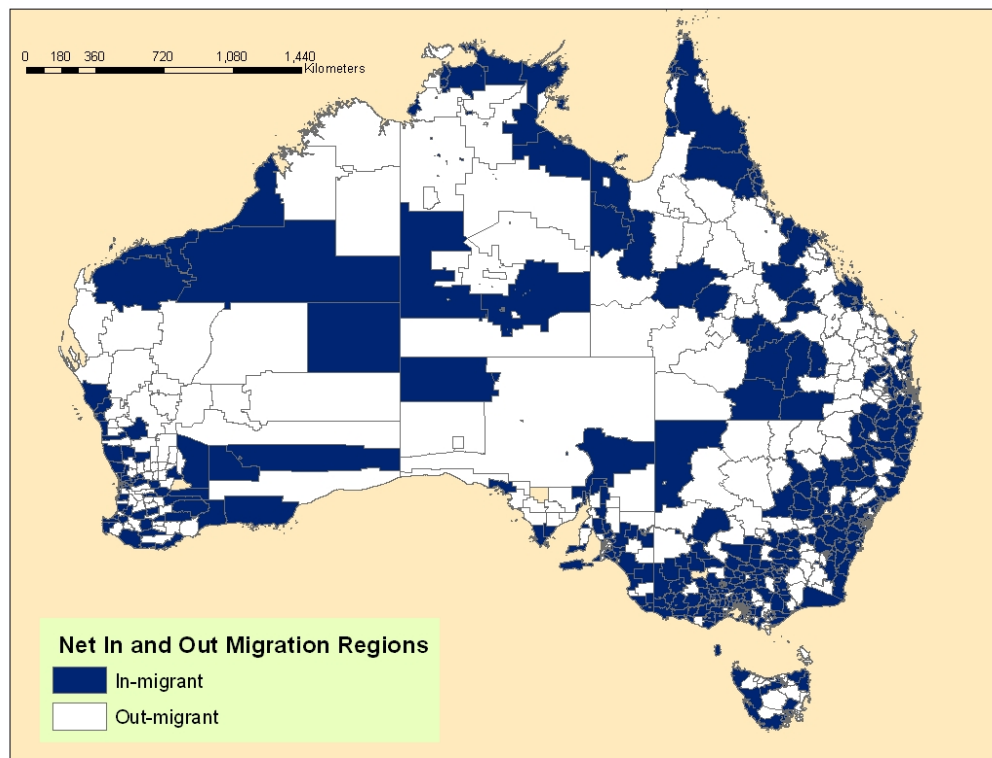 0 180 360 720 1,080 1,440
Kilometers
Net In and Out Migration Regions
In-migrant
Out-migrant